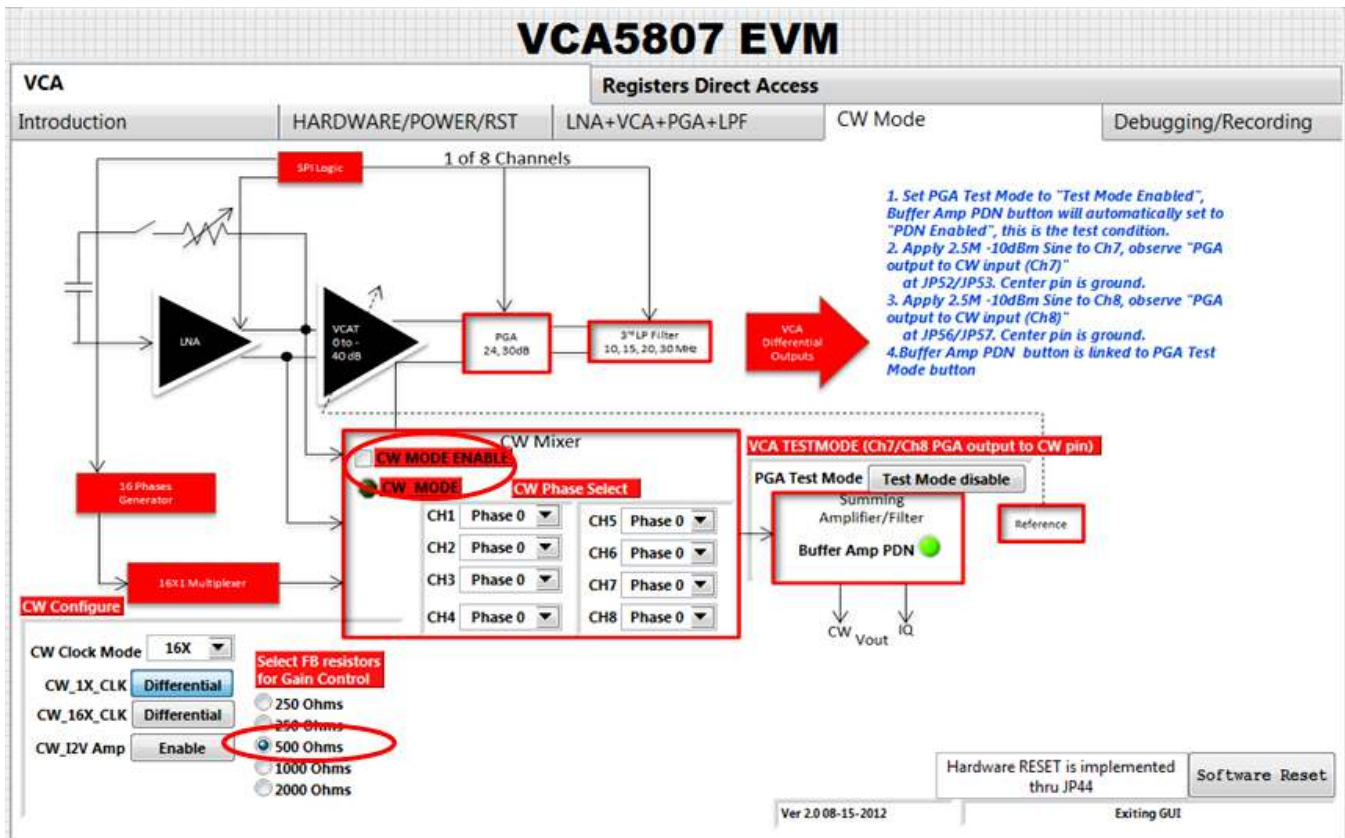 VCA5807 EVM
VCA
Registers Direct Access
Introduction
HARDWARE/POWER/RST
LNA+VCA+PGA+LPF
CW Mode
Debugging/Recording
SPI Logic
1 of 8 Channels
1. Set PGA Test Mode to "Test Mode Enabled",
Buffer Amp PDN button will automatically set to
"PDN Enabled", this is the test condition.
2. Apply 2.5M -10dBm Sine to Ch7, observe "PGA
output to CW input (Ch7)"
at JP52/JP53. Center pin is ground.
3. Apply 2.5M -10dBm Sine to Ch8, observe "PGA
output to CW input (Ch8)"
at JP56/JP57. Center pin is ground.
4.Buffer Amp PDN button is linked to PGA Test
Mode button
LNA
VCAT
0 to -
40 dB
PGA
24, 30dB
3rd LP Filter
10, 15, 20, 30 MHz
VCA
Differential
Outputs
CW Mixer
CW MODE ENABLE
CW MODE
CW Phase Select
CH1 Phase 0
CH2 Phase 0
CH3 Phase 0
CH4 Phase 0
CH5 Phase 0
CH6 Phase 0
CH7 Phase 0
CH8 Phase 0
VCA TESTMODE (Ch7/Ch8 PGA output to CW pin)
PGA Test Mode Test Mode disable
Summing
Amplifier/Filter
Buffer Amp PDN
Reference
CW Vout IQ
16 Phases
Generator
16X1 Multiplexer
CW Configure
CW Clock Mode 16X
CW_1X_CLK Differential
CW_16X_CLK Differential
CW_I2V Amp Enable
Select FB resistors
for Gain Control
250 Ohms
250 Ohms
500 Ohms
1000 Ohms
2000 Ohms
Hardware RESET is implemented
thru JP44
Software Reset
Ver 2.0 08-15-2012
Exiting GUI